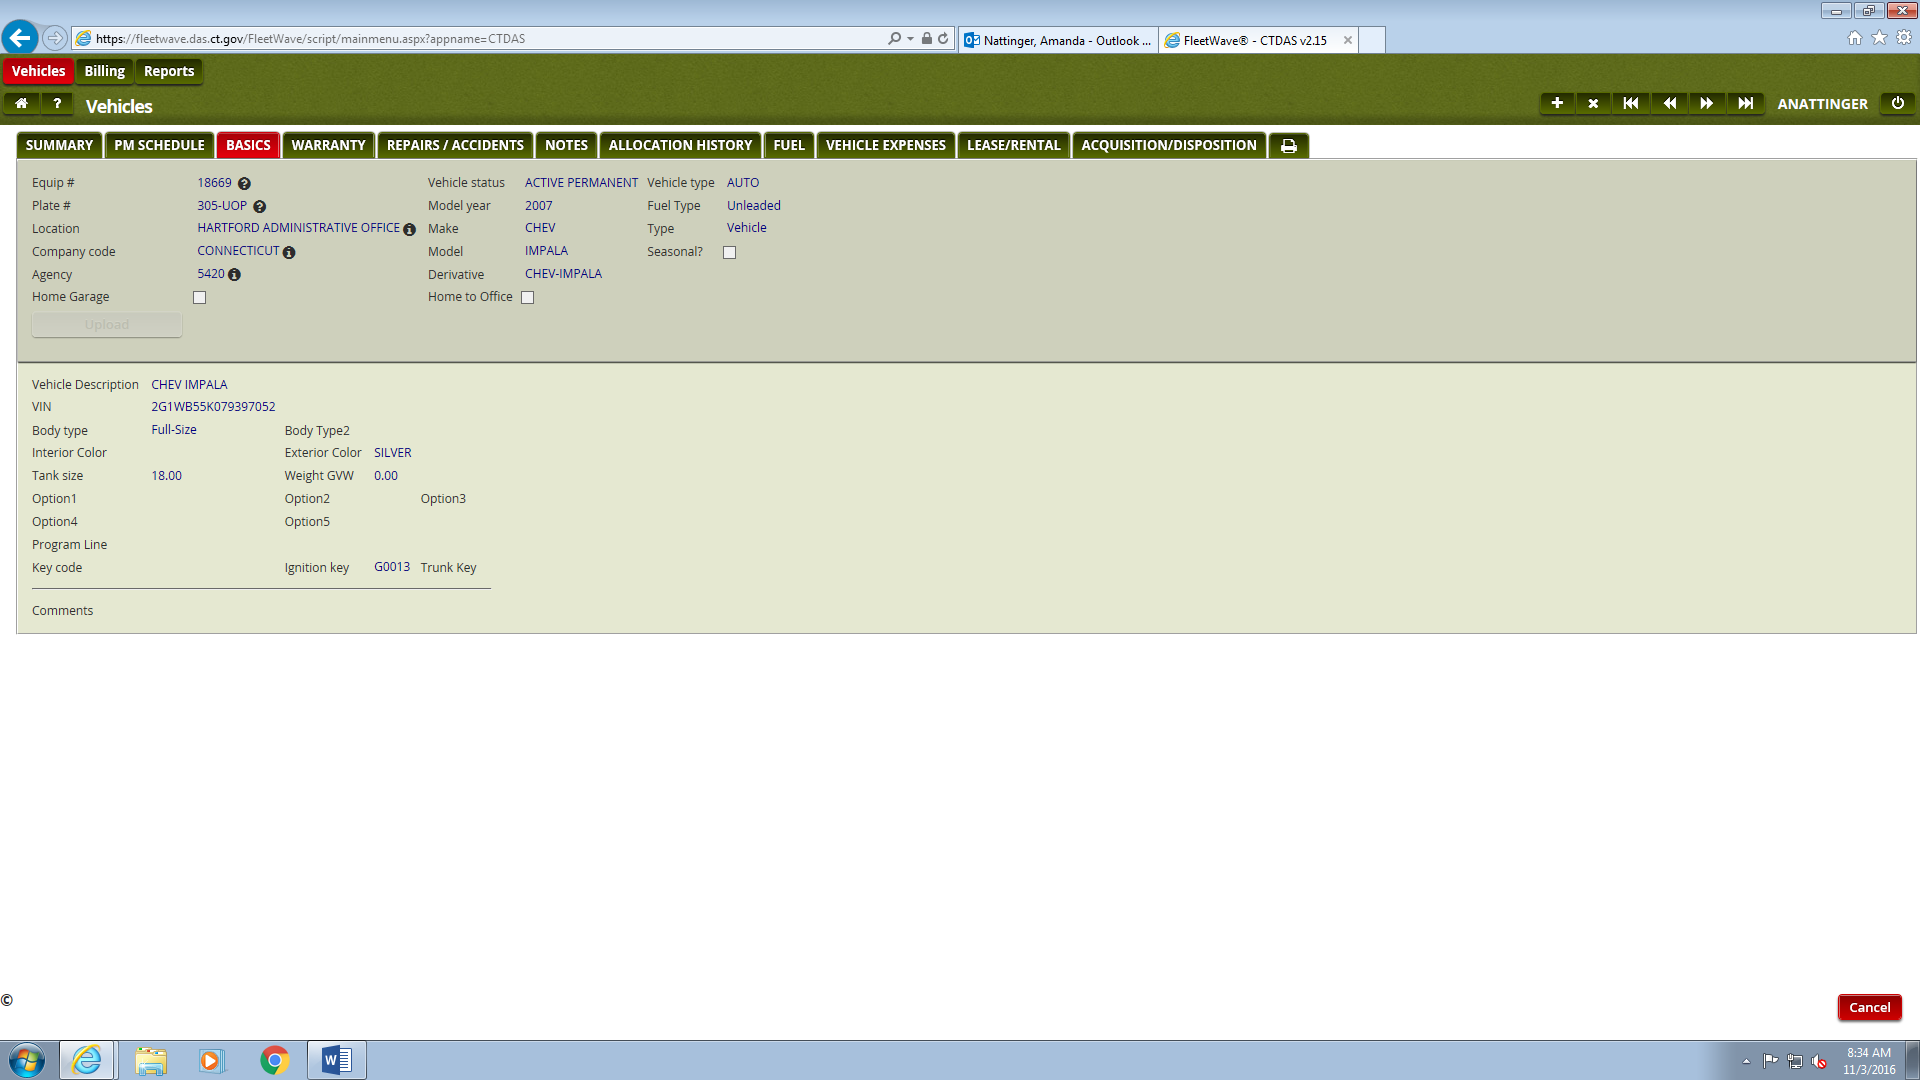 https://fleetwave.das.ct.gov/FleetWave/script/mainmenu.aspx?appname=CTDAS
Nattinger, Amanda - Outlook ...
FleetWave® - CTDAS v2.15
Vehicles Billing Reports
? Vehicles
ANATTINGER
SUMMARY PM SCHEDULE BASICS WARRANTY REPAIRS / ACCIDENTS NOTES ALLOCATION HISTORY FUEL VEHICLE EXPENSES LEASE/RENTAL ACQUISITION/DISPOSITION
Equip # 18669 ? Vehicle status ACTIVE PERMANENT Vehicle type AUTO
Plate # 305-UOP ? Model year 2007 Fuel Type Unleaded
Location HARTFORD ADMINISTRATIVE OFFICE Make CHEV Type Vehicle
Company code CONNECTICUT Model IMPALA Seasonal?
Agency 5420 Derivative CHEV-IMPALA
Home Garage Home to Office
Upload
Vehicle Description CHEV IMPALA
VIN 2G1WB55K079397052
Body type Full-Size Body Type2
Interior Color Exterior Color SILVER
Tank size 18.00 Weight GVW 0.00
Option1 Option2 Option3
Option4 Option5
Program Line
Key code Ignition key G0013 Trunk Key
Comments
©
Cancel
8:34 AM
11/3/2016